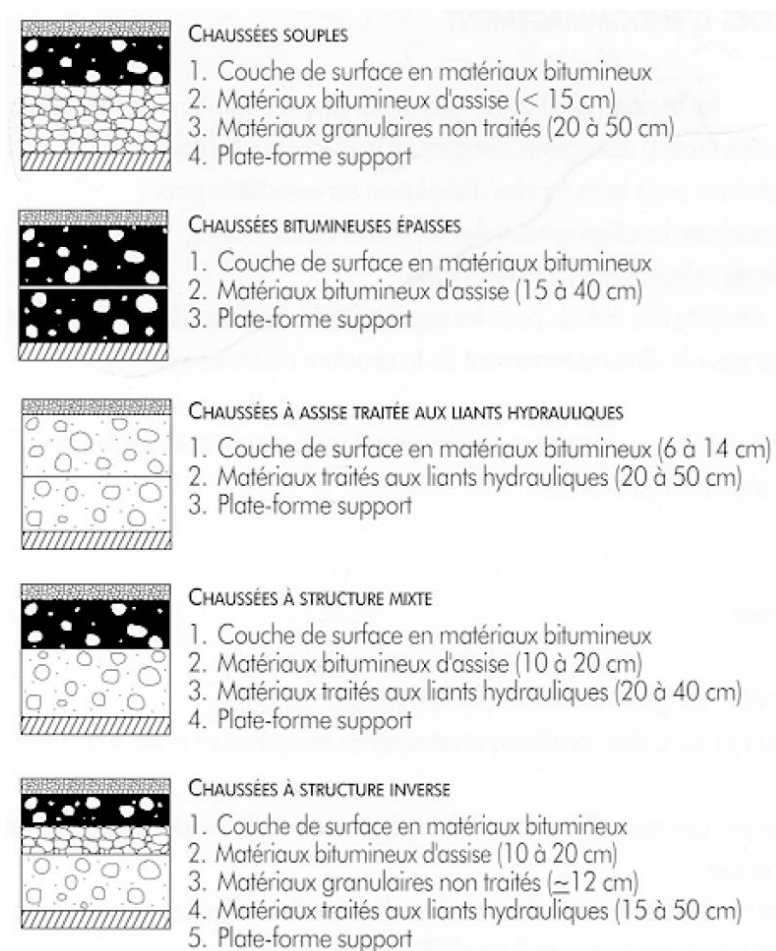 CHAUSSÉES SOUPLES
1. Couche de surface en matériaux bitumineux
2. Matériaux bitumineux d'assise (< 15 cm)
3. Matériaux granulaires non traités (20 à 50 cm)
4. Plate-forme support
CHAUSSÉES BITUMINEUSES ÉPAISSES
1. Couche de surface en matériaux bitumineux
2. Matériaux bitumineux d'assise (15 à 40 cm)
3. Plate-forme support
CHAUSSÉES À ASSISE TRAITÉE AUX LIANTS HYDRAULIQUES
1. Couche de surface en matériaux bitumineux (6 à 14 cm)
2. Matériaux traités aux liants hydrauliques (20 à 50 cm)
3. Plate-forme support
CHAUSSÉES À STRUCTURE MIXTE
1. Couche de surface en matériaux bitumineux
2. Matériaux bitumineux d'assise (10 à 20 cm)
3. Matériaux traités aux liants hydrauliques (20 à 40 cm)
4. Plate-forme support
CHAUSSÉES À STRUCTURE INVERSE
1. Couche de surface en matériaux bitumineux
2. Matériaux bitumineux d'assise (10 à 20 cm)
3. Matériaux granulaires non traités (≃12 cm)
4. Matériaux traités aux liants hydrauliques (15 à 50 cm)
5. Plate-forme support